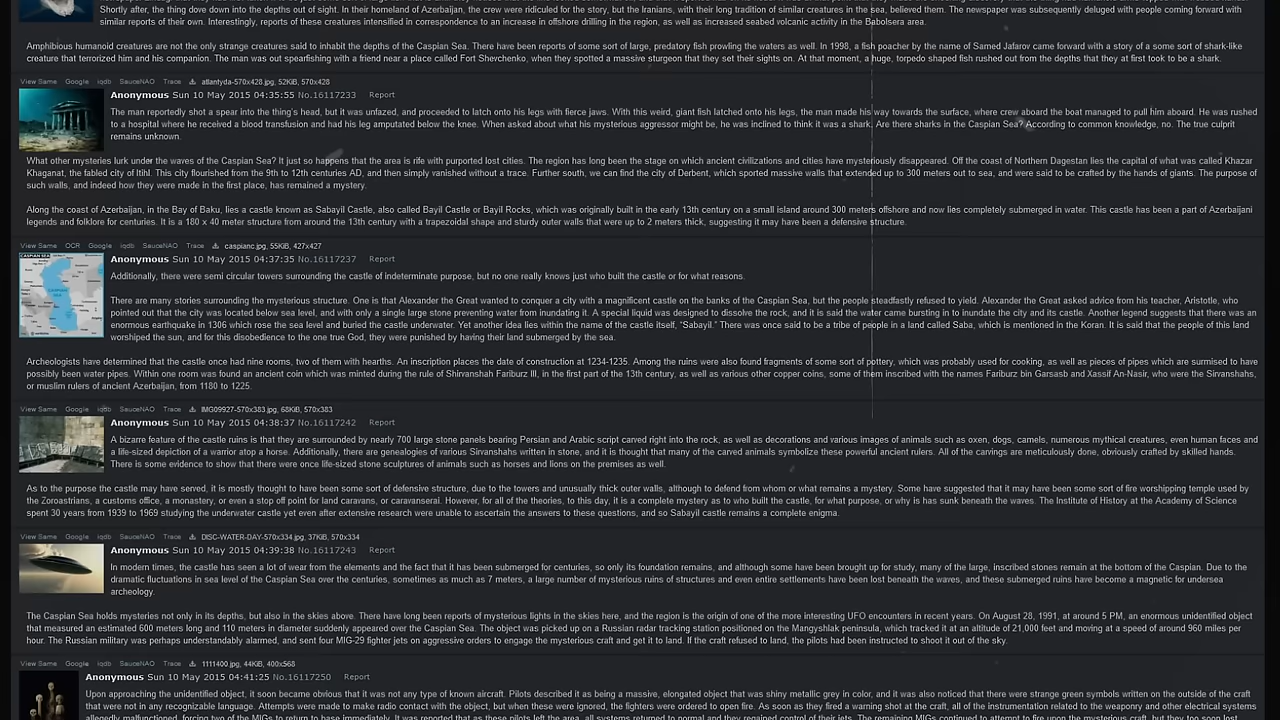 Shortly after, the thing dove down into the depths out of sight. In their homeland of Azerbaijan, the crew were ridiculed for the story, but the Iranians, with their long tradition of similar creatures in the sea, believed them. The newspaper was subsequently deluged with people coming forward with
similar reports of their own. Interestingly, reports of these creatures intensified in correspondence to an increase in offshore drilling in the region, as well as increased seabed volcanic activity in the Babolsera area.
Amphibious humanoid creatures are not the only strange creatures said to inhabit the depths of the Caspian Sea. There have been reports of some sort of large, predatory fish prowling the waters as well. In 1998, a fish poacher by the name of Samed Jafarov came forward with a story of a some sort of shark-like
creature that terrorized him and his companion. The man was out spearfishing with a friend near a place called Fort Shevchenko, when they spotted a massive sturgeon that they set their sights on. At that moment, a huge, torpedo shaped fish rushed out from the depths that they at first took to be a shark.
View Same Google iqdb SauceNAO Trace atlantyda-570x428.jpg, 52KiB, 570x428
Anonymous Sun 10 May 2015 04:35:55 No.16117233 Report
The man reportedly shot a spear into the thing's head, but it was unfazed, and proceeded to latch onto his legs with fierce jaws. With this weird, giant fish latched onto his legs, the man made his way towards the surface, where crew aboard the boat managed to pull him aboard. He was rushed
to a hospital where he received a blood transfusion and had his leg amputated below the knee. When asked about what his mysterious aggressor might be, he was inclined to think it was a shark. Are there sharks in the Caspian Sea? According to common knowledge, no. The true culprit
remains unknown.
What other mysteries lurk under the waves of the Caspian Sea? It just so happens that the area is rife with purported lost cities. The region has long been the stage on which ancient civilizations and cities have mysteriously disappeared. Off the coast of Northern Dagestan lies the capital of what was called Khazar
Khaganat, the fabled city of Itihl. This city flourished from the 9th to 12th centuries AD, and then simply vanished without a trace. Further south, we can find the city of Derbent, which sported massive walls that extended up to 300 meters out to sea, and were said to be crafted by the hands of giants. The purpose of
such walls, and indeed how they were made in the first place, has remained a mystery.
Along the coast of Azerbaijan, in the Bay of Baku, lies a castle known as Sabayil Castle, also called Bayil Castle or Bayil Rocks, which was originally built in the early 13th century on a small island around 300 meters offshore and now lies completely submerged in water. This castle has been a part of Azerbaijani
legends and folklore for centuries. It is a 180 x 40 meter structure from around the 13th century with a trapezoidal shape and sturdy outer walls that were up to 2 meters thick, suggesting it may have been a defensive structure.
View Same OCR Google iqdb SauceNAO Trace caspianc.jpg, 55KiB, 427x427
Anonymous Sun 10 May 2015 04:37:35 No.16117237 Report
CASPIAN SEA
CASPIAN
SEA
Additionally, there were semi circular towers surrounding the castle of indeterminate purpose, but no one really knows just who built the castle or for what reasons.
There are many stories surrounding the mysterious structure. One is that Alexander the Great wanted to conquer a city with a magnificent castle on the banks of the Caspian Sea, but the people steadfastly refused to yield. Alexander the Great asked advice from his teacher, Aristotle, who
pointed out that the city was located below sea level, and with only a single large stone preventing water from inundating it. A special liquid was designed to dissolve the rock, and it is said the water came bursting in to inundate the city and its castle. Another legend suggests that there was an
enormous earthquake in 1306 which rose the sea level and buried the castle underwater. Yet another idea lies within the name of the castle itself, "Sabayil." There was once said to be a tribe of people in a land called Saba, which is mentioned in the Koran. It is said that the people of this land
worshiped the sun, and for this disobedience to the one true God, they were punished by having their land submerged by the sea.
Archeologists have determined that the castle once had nine rooms, two of them with hearths. An inscription places the date of construction at 1234-1235. Among the ruins were also found fragments of some sort of pottery, which was probably used for cooking, as well as pieces of pipes which are surmised to have
possibly been water pipes. Within one room was found an ancient coin which was minted during the rule of Shirvanshah Fariburz III, in the first part of the 13th century, as well as various other copper coins, some of them inscribed with the names Fariburz bin Garsasb and Xassif An-Nasir, who were the Sirvanshahs,
or muslim rulers of ancient Azerbaijan, from 1180 to 1225.
View Same Google iqdb SauceNAO Trace IMG09927-570x383.jpg, 68KiB, 570x383
Anonymous Sun 10 May 2015 04:38:37 No.16117242 Report
A bizarre feature of the castle ruins is that they are surrounded by nearly 700 large stone panels bearing Persian and Arabic script carved right into the rock, as well as decorations and various images of animals such as oxen, dogs, camels, numerous mythical creatures, even human faces and
a life-sized depiction of a warrior atop a horse. Additionally, there are genealogies of various Sirvanshahs written in stone, and it is thought that many of the carved animals symbolize these powerful ancient rulers. All of the carvings are meticulously done, obviously crafted by skilled hands.
There is some evidence to show that there were once life-sized stone sculptures of animals such as horses and lions on the premises as well.
As to the purpose the castle may have served, it is mostly thought to have been some sort of defensive structure, due to the towers and unusually thick outer walls, although to defend from whom or what remains a mystery. Some have suggested that it may have been some sort of fire worshipping temple used by
the Zoroastrians, a customs office, a monastery, or even a stop off point for land caravans, or caravanserai. However, for all of the theories, to this day, it is a complete mystery as to who built the castle, for what purpose, or why is has sunk beneath the waves. The Institute of History at the Academy of Science
spent 30 years from 1939 to 1969 studying the underwater castle yet even after extensive research were unable to ascertain the answers to these questions, and so Sabayil castle remains a complete enigma.
View Same Google iqdb SauceNAO Trace DISC-WATER-DAY-570x334.jpg, 37KiB, 570x334
Anonymous Sun 10 May 2015 04:39:38 No.16117243 Report
In modern times, the castle has seen a lot of wear from the elements and the fact that it has been submerged for centuries, so only its foundation remains, and although some have been brought up for study, many of the large, inscribed stones remain at the bottom of the Caspian. Due to the
dramatic fluctuations in sea level of the Caspian Sea over the centuries, sometimes as much as 7 meters, a large number of mysterious ruins of structures and even entire settlements have been lost beneath the waves, and these submerged ruins have become a magnetic for undersea
archeology.
The Caspian Sea holds mysteries not only in its depths, but also in the skies above. There have long been reports of mysterious lights in the skies here, and the region is the origin of one of the more interesting UFO encounters in recent years. On August 28, 1991, at around 5 PM, an enormous unidentified object
that measured an estimated 600 meters long and 110 meters in diameter suddenly appeared over the Caspian Sea. The object was picked up on a Russian radar tracking station positioned on the Mangyshlak peninsula, which tracked it at an altitude of 21,000 feet and moving at a speed of around 960 miles per
hour. The Russian military was perhaps understandably alarmed, and sent four MIG-29 fighter jets on aggressive orders to engage the mysterious craft and get it to land. If the craft refused to land, the pilots had been instructed to shoot it out of the sky.
View Same Google iqdb SauceNAO Trace 1111400.jpg, 44KiB, 400x568
Anonymous Sun 10 May 2015 04:41:25 No.16117250 Report
Upon approaching the unidentified object, it soon became obvious that it was not any type of known aircraft. Pilots described it as being a massive, elongated object that was shiny metallic grey in color, and it was also noticed that there were strange green symbols written on the outside of the craft
that were not in any recognizable language. Attempts were made to make radio contact with the object, but when these were ignored, the fighters were ordered to open fire. As soon as they fired a warning shot at the craft, all of the instrumentation related to the weaponry and other electrical systems
allegedly malfunctioned, forcing two of the MIGs to return to base immediately. It was reported that as these pilots left the area, all systems returned to normal and they regained control of their jets. The remaining MIGs continued to attempt to fire upon the mysterious craft, but they too soon lost